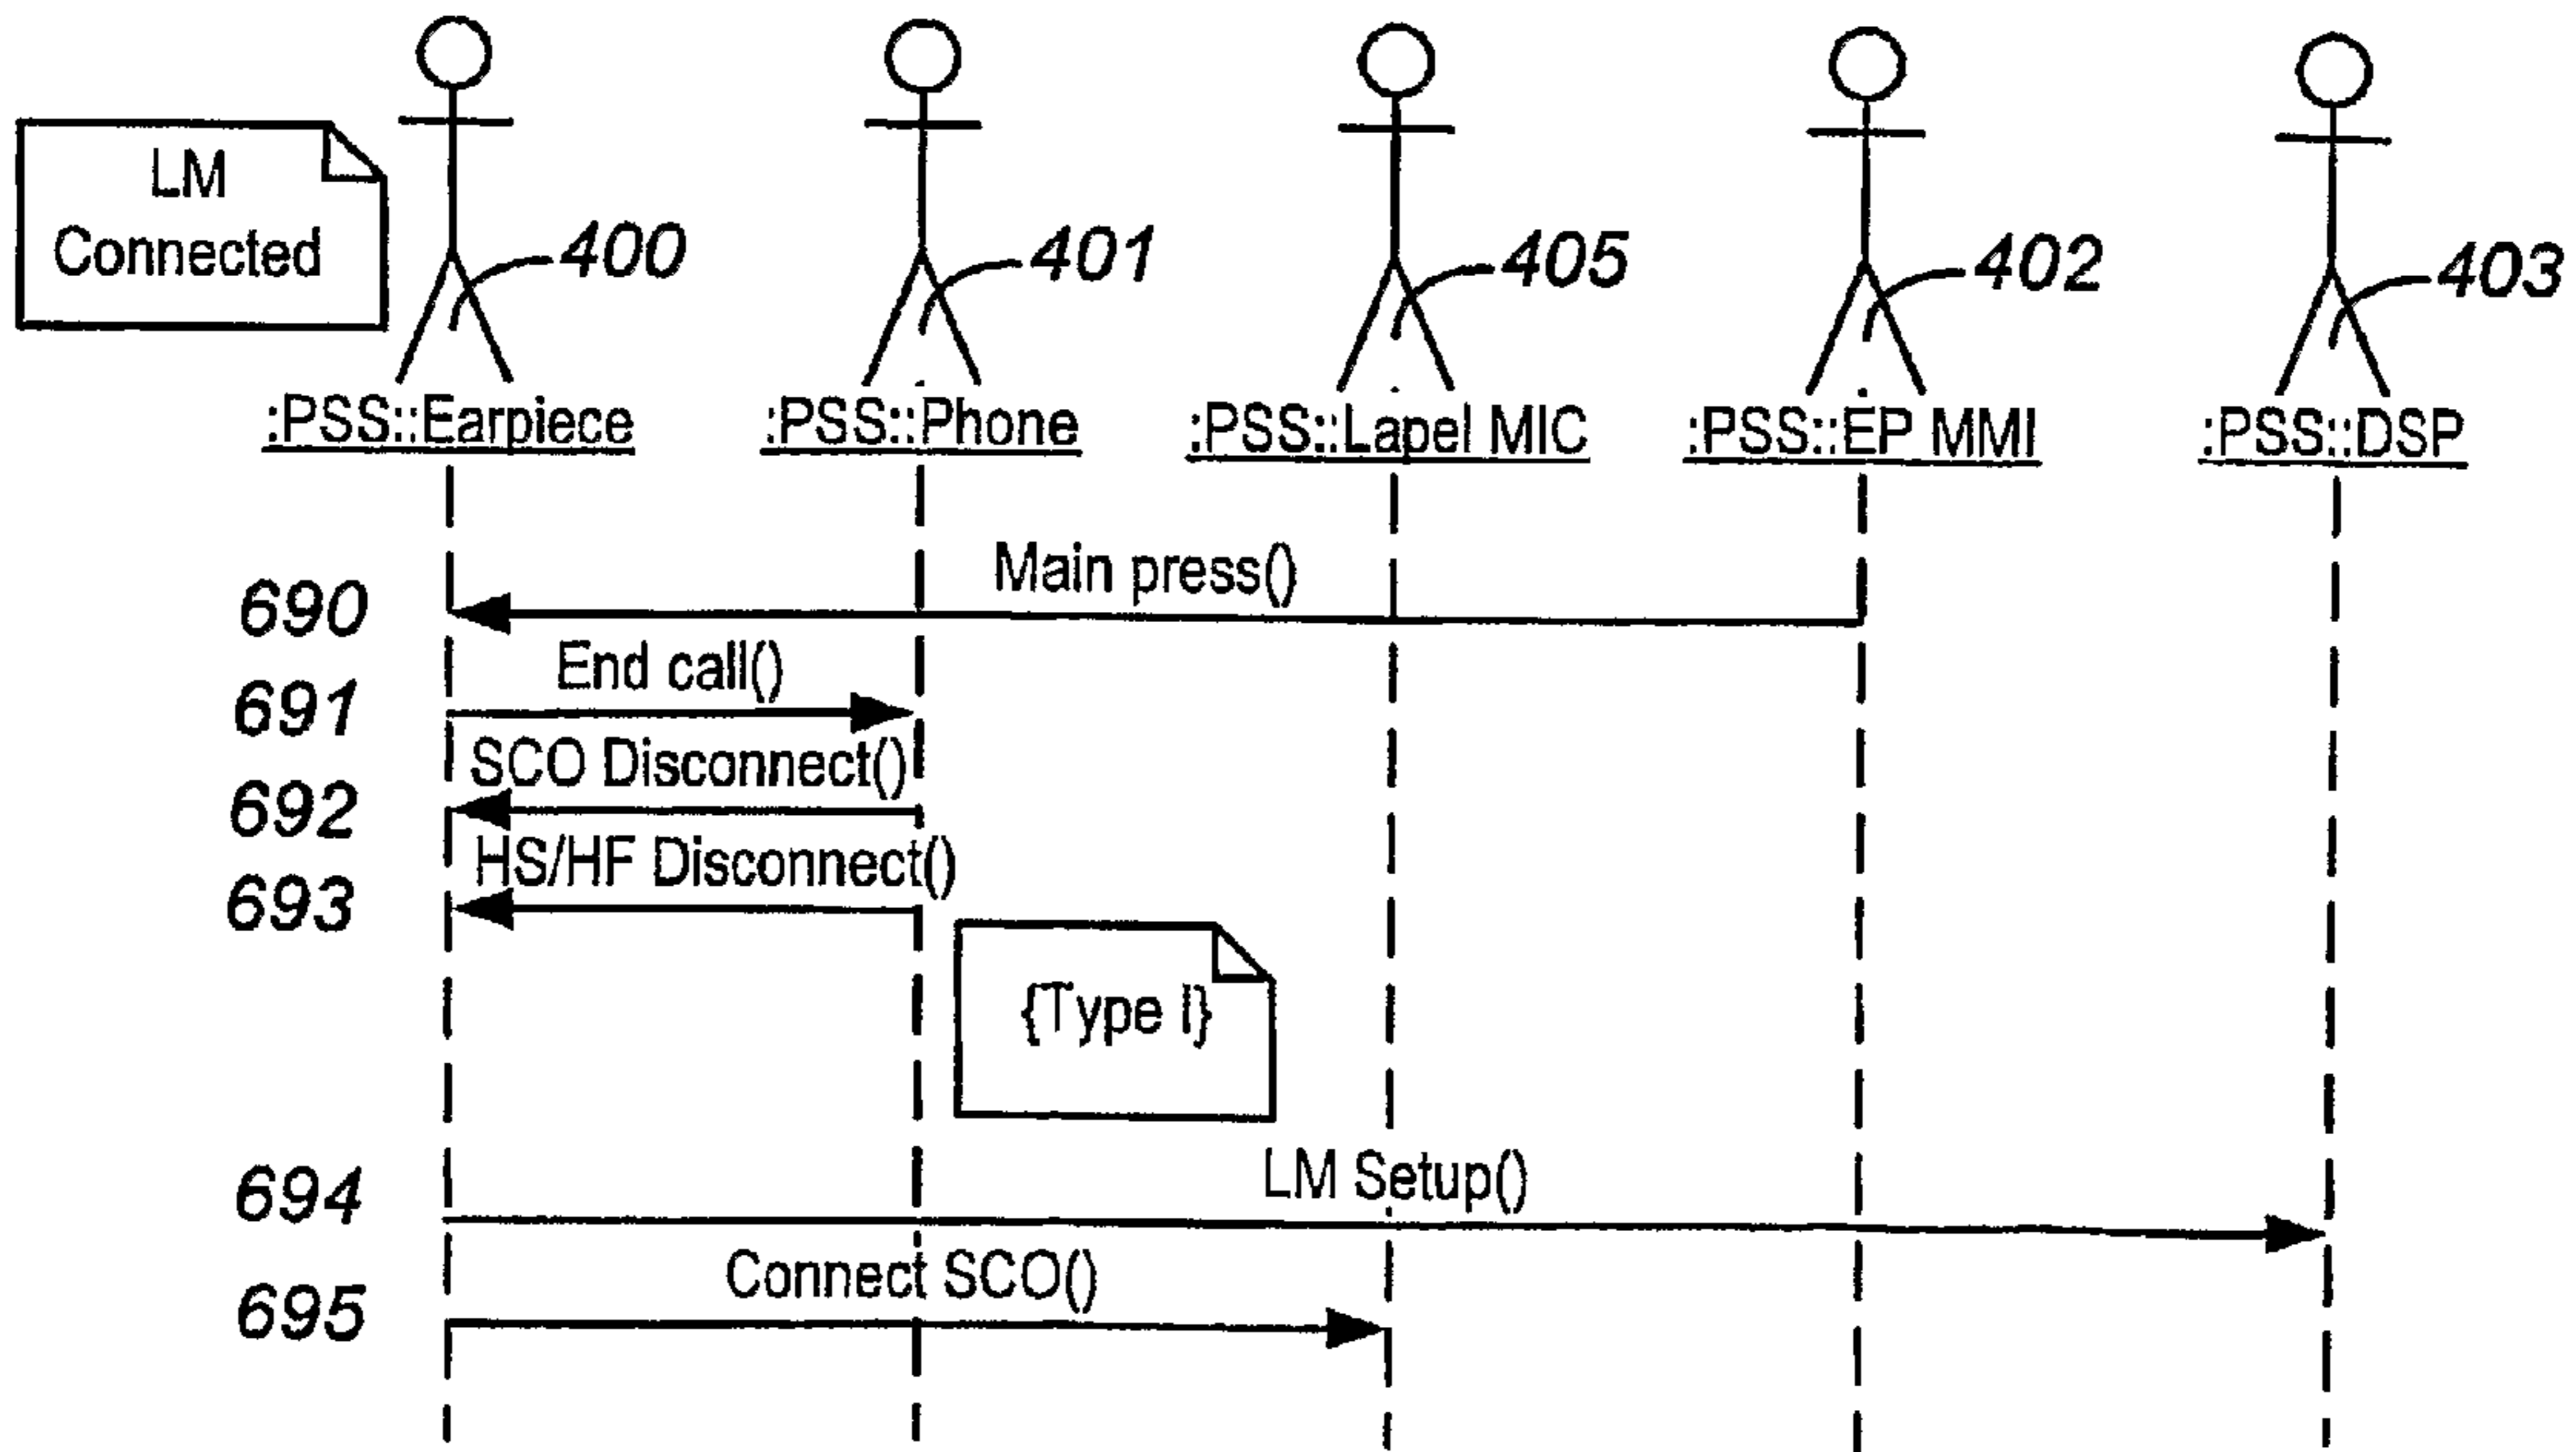 LM
Connected
400
401
405
402
403
:PSS::Earpiece
:PSS::Phone
:PSS::Lapel MIC
:PSS::EP MMI
:PSS::DSP
Main press()
690
End call()
691
SCO Disconnect()
692
HS/HF Disconnect()
693
{Type I}
LM Setup()
694
Connect SCO()
695